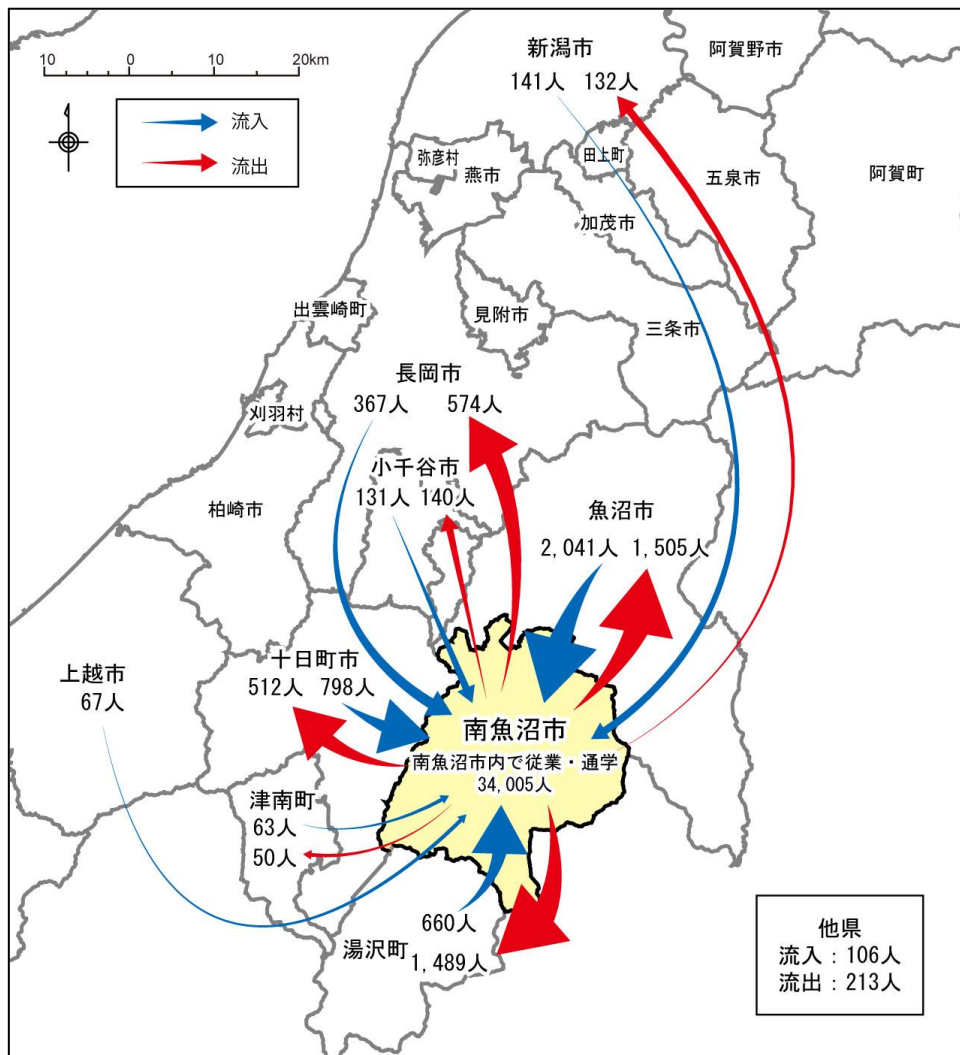 新潟市
141人 132人
阿賀野市
10 0 10 20km
流入
流出
弥彦村
燕市
田上町
五泉市
阿賀町
加茂市
出雲崎町
見附市
三条市
長岡市
367人 574人
刈羽村
小千谷市
131人 140人
柏崎市
魚沼市
2,041人 1,505人
上越市
67人
十日町市
512人 798人
南魚沼市
南魚沼市内で従業・通学
34,005人
津南町
63人
50人
湯沢町
660人
1,489人
他県
流入：106人
流出：213人